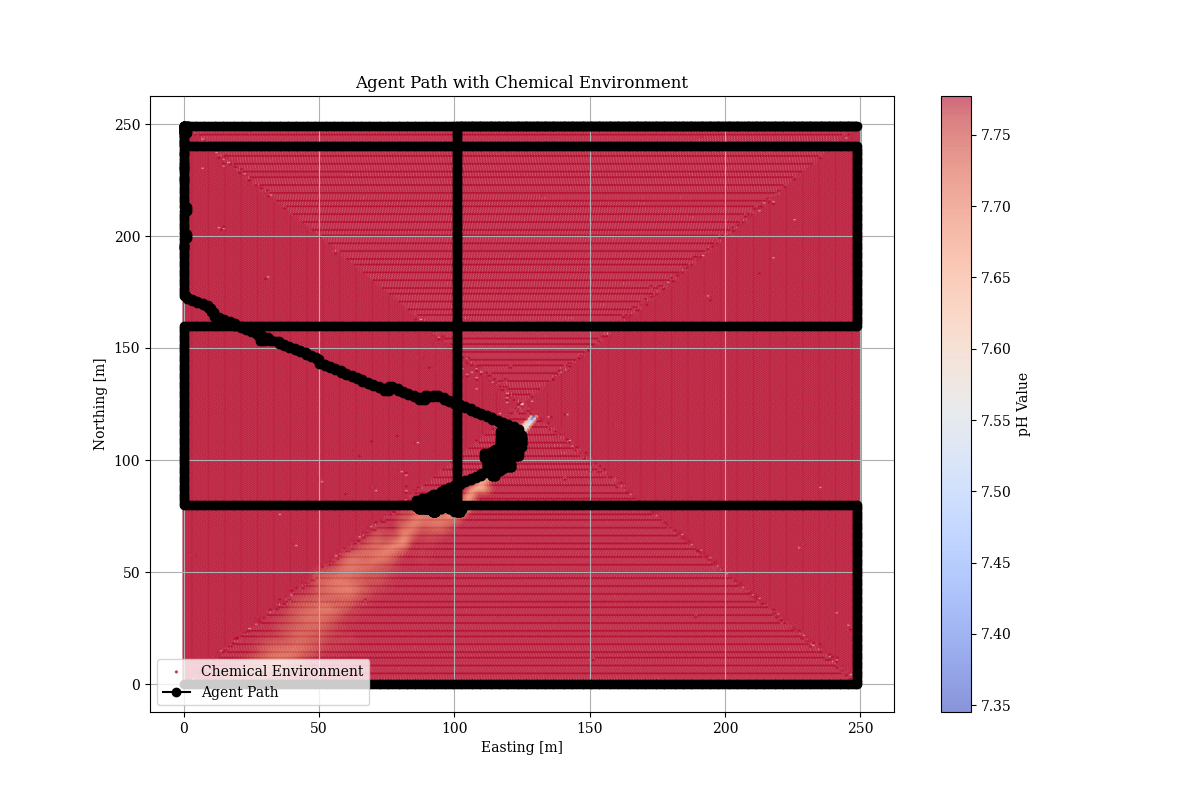 Agent Path with Chemical Environment
250
200
150
100
50
0
Northing [m]
0 50 100 150 200 250
Easting [m]
Chemical Environment
Agent Path
7.75
7.70
7.65
7.60
7.55
7.50
7.45
7.40
7.35
pH Value